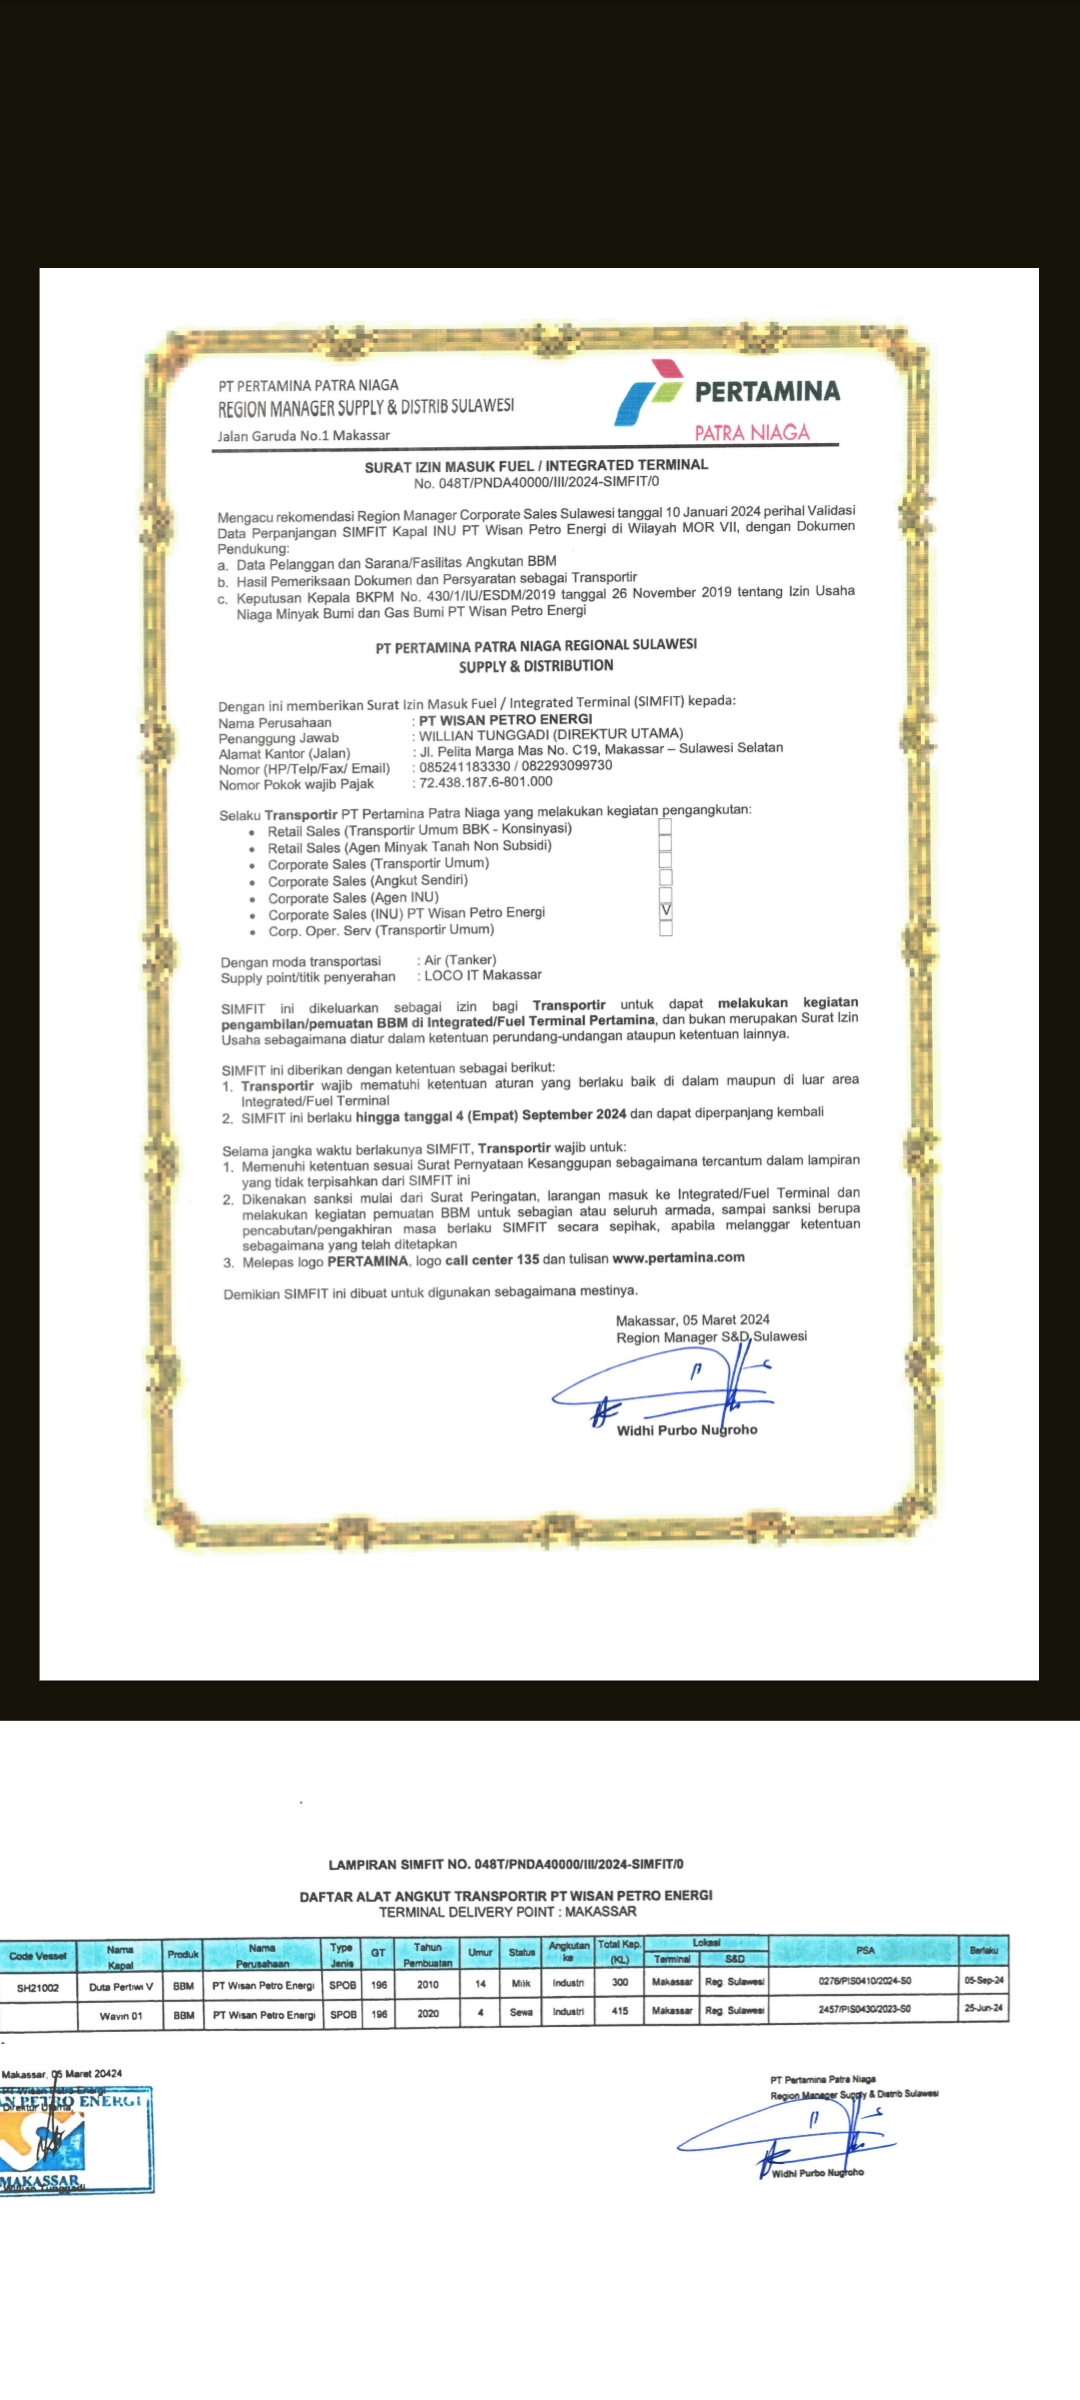 PT PERTAMINA PATRA NIAGA
REGION MANAGER SUPPLY & DISTRIB SULAWESI
Jalan Garuda No.1 Makassar
PERTAMINA
PATRA NIAGA
SURAT IZIN MASUK FUEL / INTEGRATED TERMINAL
No. 048T/PNDA40000/III/2024-SIMFIT/0
Mengacu rekomendasi Region Manager Corporate Sales Sulawesi tanggal 10 Januari 2024 perihal Validasi
Data Perpanjangan SIMFIT Kapal INU PT Wisan Petro Energi di Wilayah MOR VII, dengan Dokumen
Pendukung:
a. Data Pelanggan dan Sarana/Fasilitas Angkutan BBM
b. Hasil Pemeriksaan Dokumen dan Persyaratan sebagai Transportir
c. Keputusan Kepala BKPM No. 430/1/IU/ESDM/2019 tanggal 26 November 2019 tentang Izin Usaha
Niaga Minyak Bumi dan Gas Bumi PT Wisan Petro Energi
PT PERTAMINA PATRA NIAGA REGIONAL SULAWESI
SUPPLY & DISTRIBUTION
Dengan ini memberikan Surat Izin Masuk Fuel / Integrated Terminal (SIMFIT) kepada:
Nama Perusahaan : PT WISAN PETRO ENERGI
Penanggung Jawab : WILLIAN TUNGGADI (DIREKTUR UTAMA)
Alamat Kantor (Jalan) : Jl. Pelita Marga Mas No. C19, Makassar – Sulawesi Selatan
Nomor (HP/Telp/Fax/ Email) : 085241183330 / 082293099730
Nomor Pokok wajib Pajak : 72.438.187.6-801.000
Selaku Transportir PT Pertamina Patra Niaga yang melakukan kegiatan pengangkutan:
• Retail Sales (Transportir Umum BBK - Konsinyasi)
• Retail Sales (Agen Minyak Tanah Non Subsidi)
• Corporate Sales (Transportir Umum)
• Corporate Sales (Angkut Sendiri)
• Corporate Sales (Agen INU)
• Corporate Sales (INU) PT Wisan Petro Energi V
• Corp. Oper. Serv (Transportir Umum)
Dengan moda transportasi : Air (Tanker)
Supply point/titik penyerahan : LOCO IT Makassar
SIMFIT ini dikeluarkan sebagai izin bagi Transportir untuk dapat melakukan kegiatan
pengambilan/pemuatan BBM di Integrated/Fuel Terminal Pertamina, dan bukan merupakan Surat Izin
Usaha sebagaimana diatur dalam ketentuan perundang-undangan ataupun ketentuan lainnya.
SIMFIT ini diberikan dengan ketentuan sebagai berikut:
1. Transportir wajib mematuhi ketentuan aturan yang berlaku baik di dalam maupun di luar area
Integrated/Fuel Terminal
2. SIMFIT ini berlaku hingga tanggal 4 (Empat) September 2024 dan dapat diperpanjang kembali
Selama jangka waktu berlakunya SIMFIT, Transportir wajib untuk:
1. Memenuhi ketentuan sesuai Surat Pernyataan Kesanggupan sebagaimana tercantum dalam lampiran
yang tidak terpisahkan dari SIMFIT ini
2. Dikenakan sanksi mulai dari Surat Peringatan, larangan masuk ke Integrated/Fuel Terminal dan
melakukan kegiatan pemuatan BBM untuk sebagian atau seluruh armada, sampai sanksi berupa
pencabutan/pengakhiran masa berlaku SIMFIT secara sepihak, apabila melanggar ketentuan
sebagaimana yang telah ditetapkan
3. Melepas logo PERTAMINA, logo call center 135 dan tulisan www.pertamina.com
Demikian SIMFIT ini dibuat untuk digunakan sebagaimana mestinya.
Makassar, 05 Maret 2024
Region Manager S&D Sulawesi
Widhi Purbo Nugroho
LAMPIRAN SIMFIT NO. 048T/PNDA40000/III/2024-SIMFIT/0
DAFTAR ALAT ANGKUT TRANSPORTIR PT WISAN PETRO ENERGI
TERMINAL DELIVERY POINT : MAKASSAR
Code Vessel Nama Kapal Produk Nama Perusahaan Type Jenis GT Tahun Pembuatan Umur Status Angkutan ke Total Kap. (KL) Lokasi Terminal S&D PSA Berlaku
SH21002 Duta Pertiwi V BBM PT Wisan Petro Energi SPOB 196 2010 14 Milik Industri 300 Makassar Reg. Sulawesi 0276/PIS0410/2024-S0 05-Sep-24
Wavin 01 BBM PT Wisan Petro Energi SPOB 196 2020 4 Sewa Industri 415 Makassar Reg. Sulawesi 2457/PIS0430/2023-S0 25-Jun-24
Makassar, 05 Maret 20424
PT Wisan Petro Energi
Direktur Utama
AN PETRO ENERGI
MAKASSAR
Willian Tunggadi
PT Pertamina Patra Niaga
Region Manager Supply & Distrib Sulawesi
Widhi Purbo Nugroho